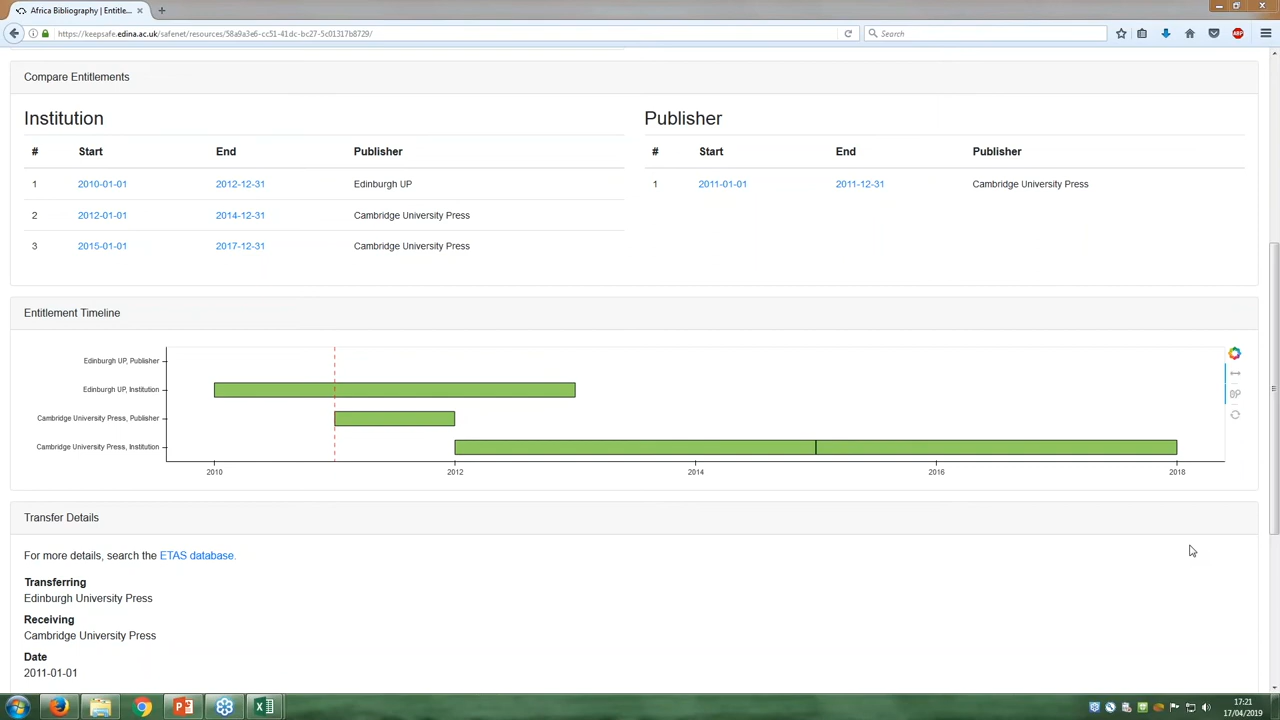 Africa Bibliography | Entitle...
https://keepsafe.edina.ac.uk/safenet/resources/58a9a3e6-cc51-41dc-bc27-5c01317b8729/
Search
ABP
Compare Entitlements
Institution
# Start End Publisher
1 2010-01-01 2012-12-31 Edinburgh UP
2 2012-01-01 2014-12-31 Cambridge University Press
3 2015-01-01 2017-12-31 Cambridge University Press
Publisher
# Start End Publisher
1 2011-01-01 2011-12-31 Cambridge University Press
Entitlement Timeline
Edinburgh UP, Publisher
Edinburgh UP, Institution
Cambridge University Press, Publisher
Cambridge University Press, Institution
2010 2012 2014 2016 2018
Transfer Details
For more details, search the ETAS database.
Transferring
Edinburgh University Press
Receiving
Cambridge University Press
Date
2011-01-01
17:21
17/04/2019